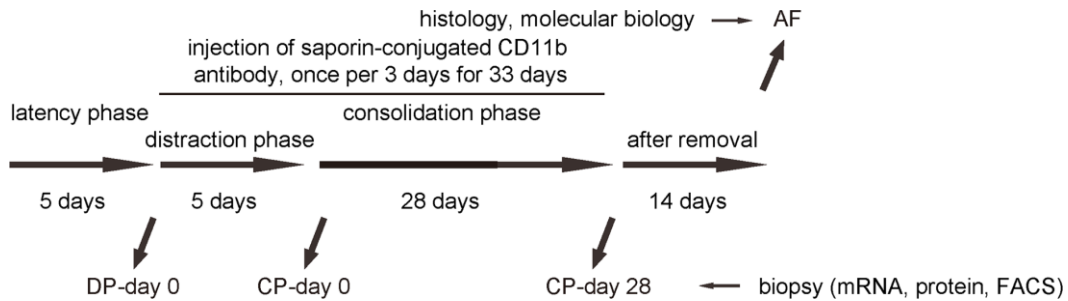 histology, molecular biology AF
injection of saporin-conjugated CD11b
antibody, once per 3 days for 33 days
latency phase consolidation phase
distraction phase after removal
5 days 5 days 28 days 14 days
DP-day 0 CP-day 0 CP-day 28 biopsy (mRNA, protein, FACS)